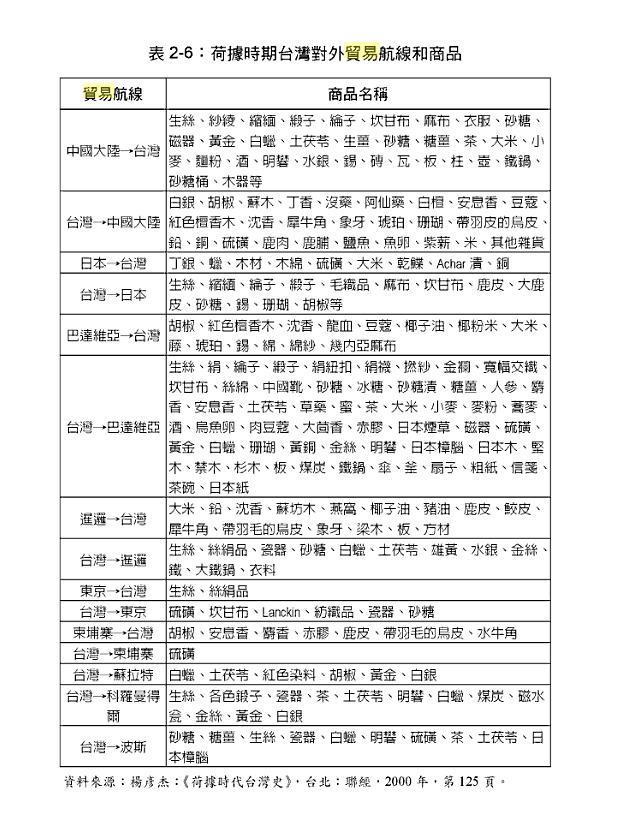 表 2-6：荷據時期台灣對外貿易航線和商品
貿易航線
商品名稱
中國大陸→台灣
生絲、紗綾、縮緬、緞子、綸子、坎甘布、麻布、衣服、砂糖、
磁器、黃金、白蠟、土茯苓、生薑、砂糖、糖薑、茶、大米、小
麥、麵粉、酒、明礬、水銀、錫、磚、瓦、板、柱、壺、鐵鍋、
砂糖桶、木器等
台灣→中國大陸
白銀、胡椒、蘇木、丁香、沒藥、阿仙藥、白檀、安息香、豆蔻、
紅色檀香木、沈香、犀牛角、象牙、琥珀、珊瑚、帶羽皮的鳥皮、
鉛、銅、硫磺、鹿肉、鹿脯、鹽魚、魚卵、紫薪、米、其他雜貨
日本→台灣
丁銀、蠟、木材、木綿、硫磺、大米、乾鰹、Achar 漬、銅
台灣→日本
生絲、縮緬、綸子、緞子、毛織品、麻布、坎甘布、鹿皮、大鹿
皮、砂糖、錫、珊瑚、胡椒等
巴達維亞→台灣
胡椒、紅色檀香木、沈香、龍血、豆蔻、椰子油、椰粉米、大米、
藤、琥珀、錫、綿、綿紗、幾內亞麻布
台灣→巴達維亞
生絲、絹、綸子、緞子、絹紐扣、絹襪、撚紗、金襴、寬幅交織、
坎甘布、絲綿、中國靴、砂糖、冰糖、砂糖漬、糖薑、人參、麝
香、安息香、土茯苓、草藥、蜜、茶、大米、小麥、麥粉、蕎麥、
酒、烏魚卵、肉豆蔻、大茴香、赤膠、日本煙草、磁器、硫磺、
黃金、白蠟、珊瑚、黃銅、金絲、明礬、日本樟腦、日本木、堅
木、禁木、杉木、板、煤炭、鐵鍋、傘、釜、扇子、粗紙、信箋、
茶碗、日本紙
暹邏→台灣
大米、鉛、沈香、蘇坊木、燕窩、椰子油、豬油、鹿皮、鮫皮、
犀牛角、帶羽毛的鳥皮、象牙、梁木、板、方材
台灣→暹邏
生絲、絲絹品、瓷器、砂糖、白蠟、土茯苓、雄黃、水銀、金絲、
鐵、大鐵鍋、衣料
東京→台灣
生絲、絲絹品
台灣→東京
硫磺、坎甘布、Lanckin、紡織品、瓷器、砂糖
柬埔寨→台灣
胡椒、安息香、麝香、赤膠、鹿皮、帶羽毛的鳥皮、水牛角
台灣→柬埔寨
硫磺
台灣→蘇拉特
白蠟、土茯苓、紅色染料、胡椒、黃金、白銀
台灣→科羅曼得
爾
生絲、各色緞子、瓷器、茶、土茯苓、明礬、白蠟、煤炭、磁水
瓮、金絲、黃金、白銀
台灣→波斯
砂糖、糖薑、生絲、瓷器、白蠟、明礬、硫磺、茶、土茯苓、日
本樟腦
資料來源：楊彥杰：《荷據時代台灣史》，台北：聯經，2000 年，第 125 頁。